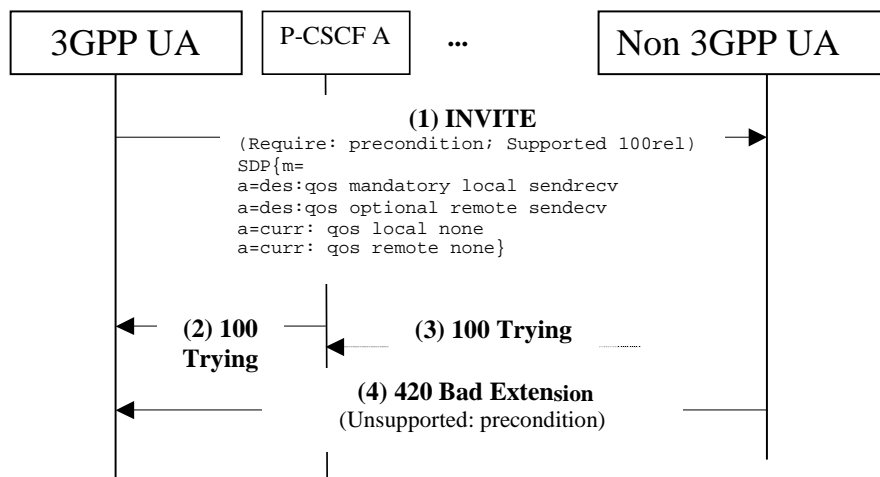 3GPP UA
P-CSCF A
...
Non 3GPP UA
(1) INVITE
(Require: precondition; Supported 100rel)
SDP{m=
a=des:qos mandatory local sendrecv
a=des:qos optional remote sendecv
a=curr: qos local none
a=curr: qos remote none}
(2) 100
Trying
(3) 100 Trying
(4) 420 Bad Extension
(Unsupported: precondition)